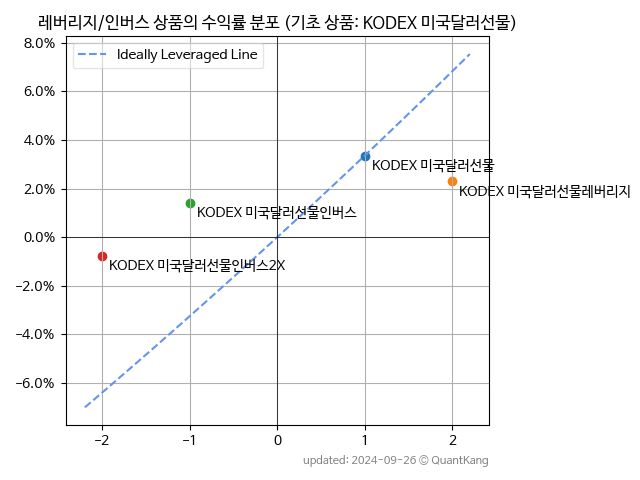 레버리지/인버스 상품의 수익률 분포 (기초 상품: KODEX 미국달러선물)
8.0%
Ideally Leveraged Line
6.0%
4.0%
KODEX 미국달러선물
2.0%
KODEX 미국달러선물레버리지
KODEX 미국달러선물인버스
0.0%
KODEX 미국달러선물인버스2X
−2.0%
−4.0%
−6.0%
−2 −1 0 1 2
updated: 2024-09-26 © QuantKang